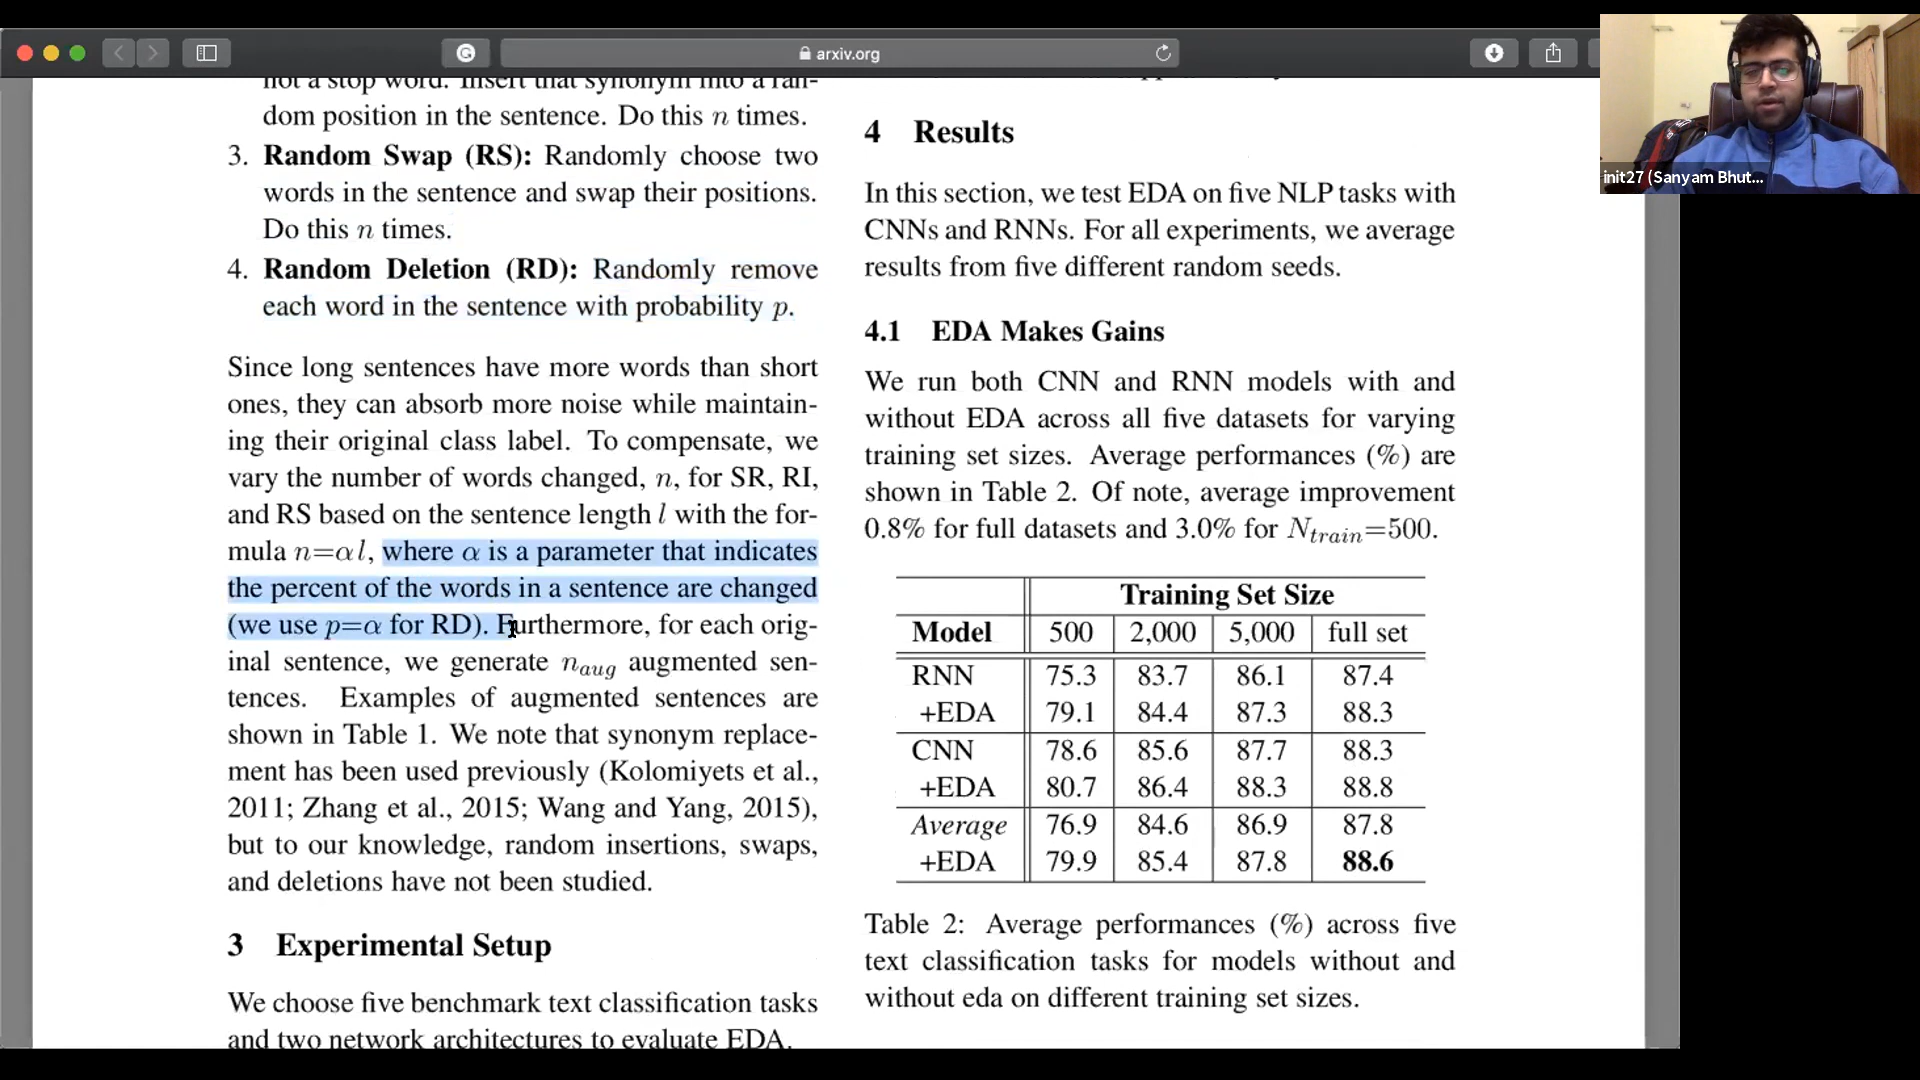 arxiv.org
init27 (Sanyam Bhut...
not a stop word. Insert that synonym into a ran-
dom position in the sentence. Do this n times.
3. Random Swap (RS): Randomly choose two
words in the sentence and swap their positions.
Do this n times.
4. Random Deletion (RD): Randomly remove
each word in the sentence with probability p.
Since long sentences have more words than short
ones, they can absorb more noise while maintain-
ing their original class label. To compensate, we
vary the number of words changed, n, for SR, RI,
and RS based on the sentence length l with the for-
mula n=αl, where α is a parameter that indicates
the percent of the words in a sentence are changed
(we use p=α for RD). Furthermore, for each orig-
inal sentence, we generate n_aug augmented sen-
tences. Examples of augmented sentences are
shown in Table 1. We note that synonym replace-
ment has been used previously (Kolomiyets et al.,
2011; Zhang et al., 2015; Wang and Yang, 2015),
but to our knowledge, random insertions, swaps,
and deletions have not been studied.
3 Experimental Setup
We choose five benchmark text classification tasks
and two network architectures to evaluate EDA.
4 Results
In this section, we test EDA on five NLP tasks with
CNNs and RNNs. For all experiments, we average
results from five different random seeds.
4.1 EDA Makes Gains
We run both CNN and RNN models with and
without EDA across all five datasets for varying
training set sizes. Average performances (%) are
shown in Table 2. Of note, average improvement
0.8% for full datasets and 3.0% for N_train=500.
Training Set Size
Model 500 2,000 5,000 full set
RNN 75.3 83.7 86.1 87.4
+EDA 79.1 84.4 87.3 88.3
CNN 78.6 85.6 87.7 88.3
+EDA 80.7 86.4 88.3 88.8
Average 76.9 84.6 86.9 87.8
+EDA 79.9 85.4 87.8 88.6
Table 2: Average performances (%) across five
text classification tasks for models without and
without eda on different training set sizes.